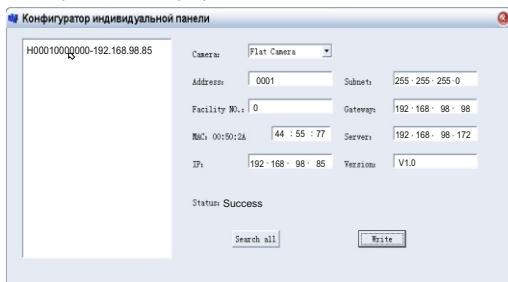 Конфигуратор индивидуальной панели
H00010000000-192.168.98.85
Camera: Flat Camera
Address: 0001 Subnet: 255 · 255 · 255 · 0
Facility NO.: 0 Gateway: 192 · 168 · 98 · 98
MAC: 00:50:2A 44 : 55 : 77 Server: 192 · 168 · 98 · 172
IP: 192 · 168 · 98 · 85 Version: V1.0
Status: Success
Search all Write